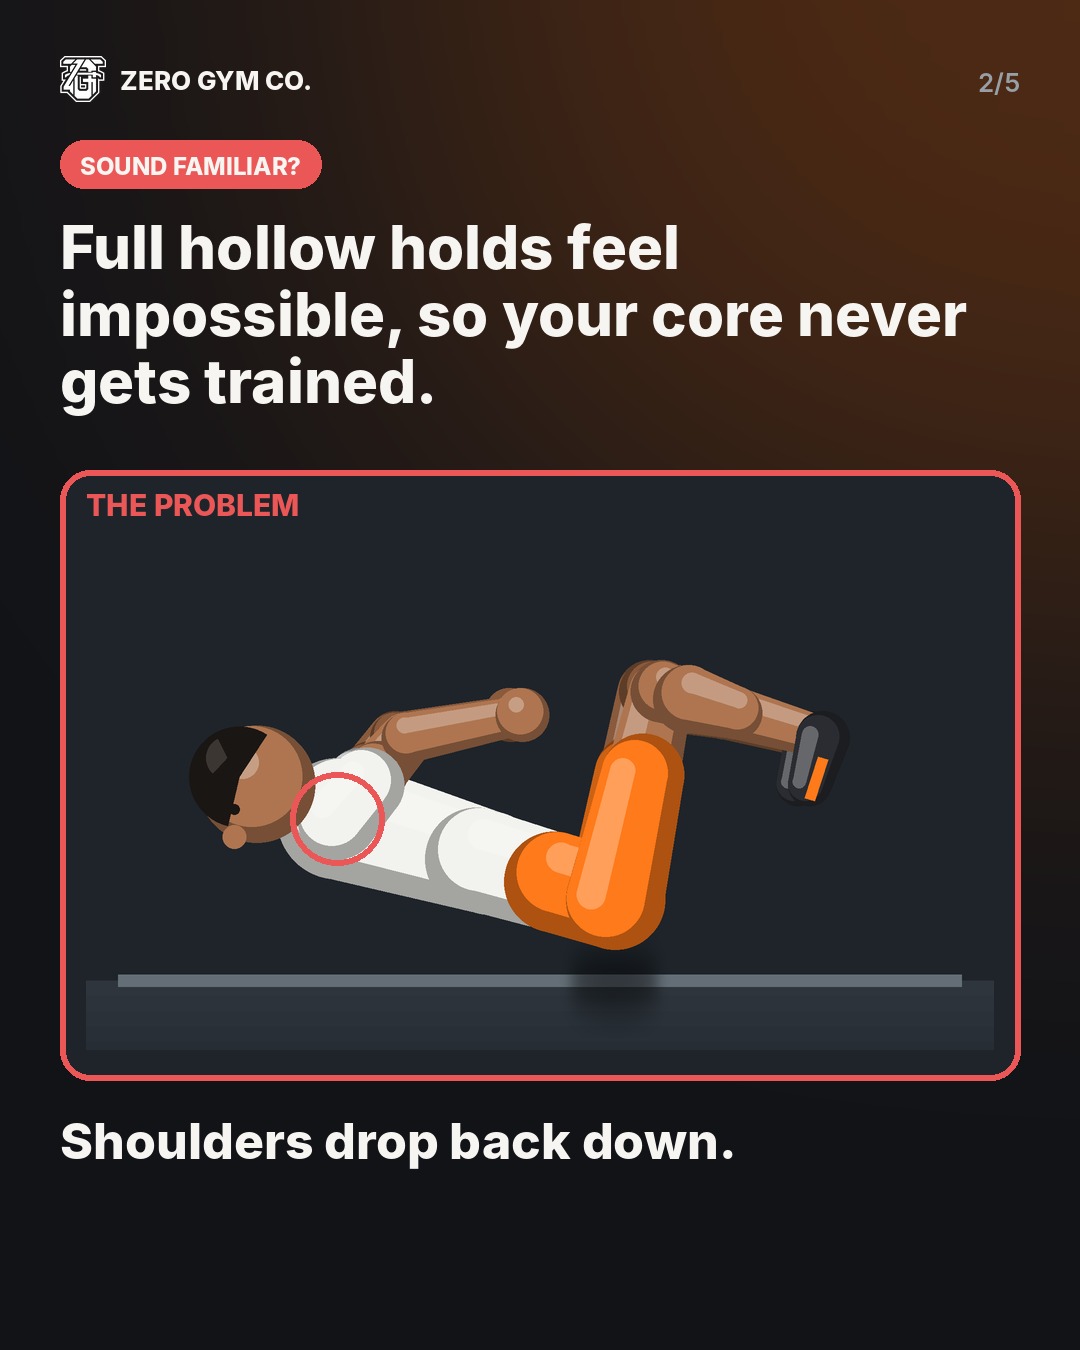 ZERO GYM CO.
2/5
SOUND FAMILIAR?
Full hollow holds feel
impossible, so your core never
gets trained.
THE PROBLEM
Shoulders drop back down.